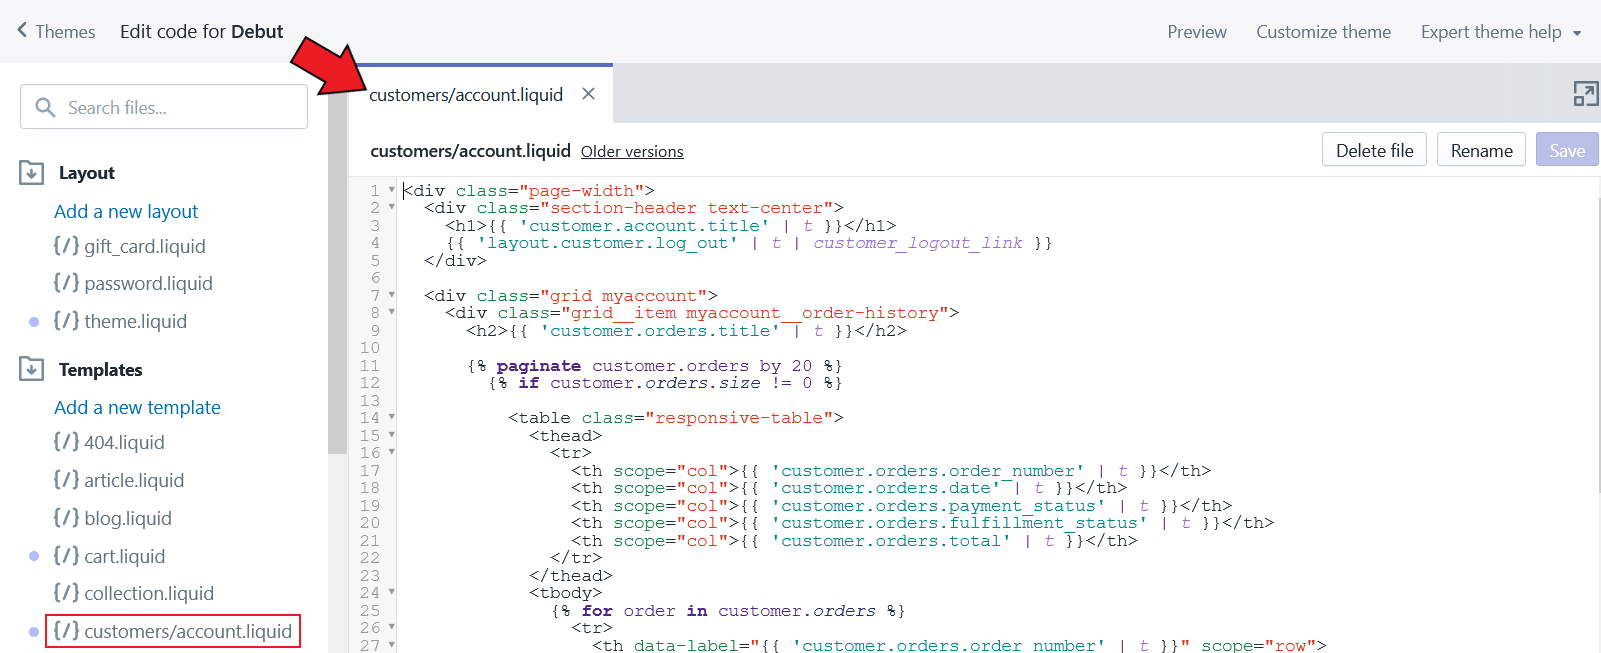 Themes
Edit code for Debut
Preview
Customize theme
Expert theme help
Search files...
Layout
Add a new layout
{/} gift_card.liquid
{/} password.liquid
{/} theme.liquid
Templates
Add a new template
{/} 404.liquid
{/} article.liquid
{/} blog.liquid
{/} cart.liquid
{/} collection.liquid
{/} customers/account.liquid
customers/account.liquid ×
customers/account.liquid Older versions
Delete file
Rename
Save
1 <div class="page-width">
2 <div class="section-header text-center">
3 <h1>{{ 'customer.account.title' | t }}</h1>
4 {{ 'layout.customer.log_out' | t | customer_logout_link }}
5 </div>
6
7 <div class="grid myaccount">
8 <div class="grid__item myaccount__order-history">
9 <h2>{{ 'customer.orders.title' | t }}</h2>
10
11 {% paginate customer.orders by 20 %}
12 {% if customer.orders.size != 0 %}
13
14 <table class="responsive-table">
15 <thead>
16 <tr>
17 <th scope="col">{{ 'customer.orders.order_number' | t }}</th>
18 <th scope="col">{{ 'customer.orders.date' | t }}</th>
19 <th scope="col">{{ 'customer.orders.payment_status' | t }}</th>
20 <th scope="col">{{ 'customer.orders.fulfillment_status' | t }}</th>
21 <th scope="col">{{ 'customer.orders.total' | t }}</th>
22 </tr>
23 </thead>
24 <tbody>
25 {% for order in customer.orders %}
26 <tr>
27 <th data-label="{{ 'customer.orders.order_number' | t }}" scope="row">